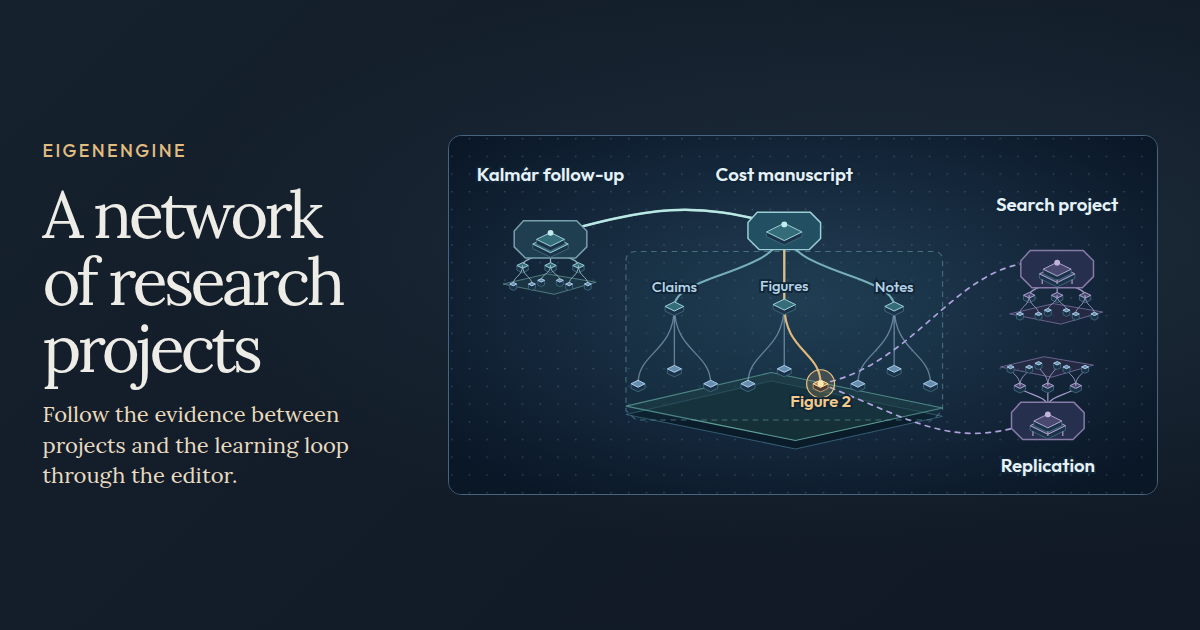 EIGENENGINE
A network
of research
projects
Follow the evidence between
projects and the learning loop
through the editor.
Kalmár follow-up
Cost manuscript
Search project
Claims
Figures
Notes
Figure 2
Replication